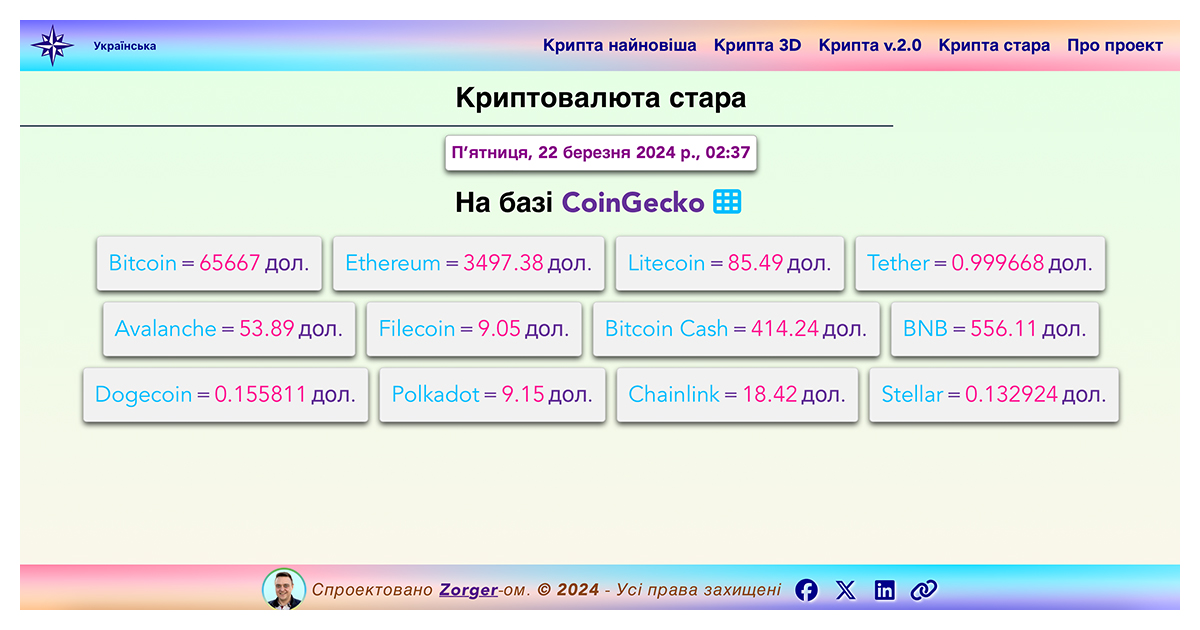 Українська Крипта найновіша Крипта 3D Крипта v.2.0 Крипта стара Про проект
Криптовалюта стара
П’ятниця, 22 березня 2024 р., 02:37
На базі CoinGecko
Bitcoin = 65667 дол. Ethereum = 3497.38 дол. Litecoin = 85.49 дол. Tether = 0.999668 дол.
Avalanche = 53.89 дол. Filecoin = 9.05 дол. Bitcoin Cash = 414.24 дол. BNB = 556.11 дол.
Dogecoin = 0.155811 дол. Polkadot = 9.15 дол. Chainlink = 18.42 дол. Stellar = 0.132924 дол.
Спроектовано Zorger-ом. © 2024 - Усі права захищені